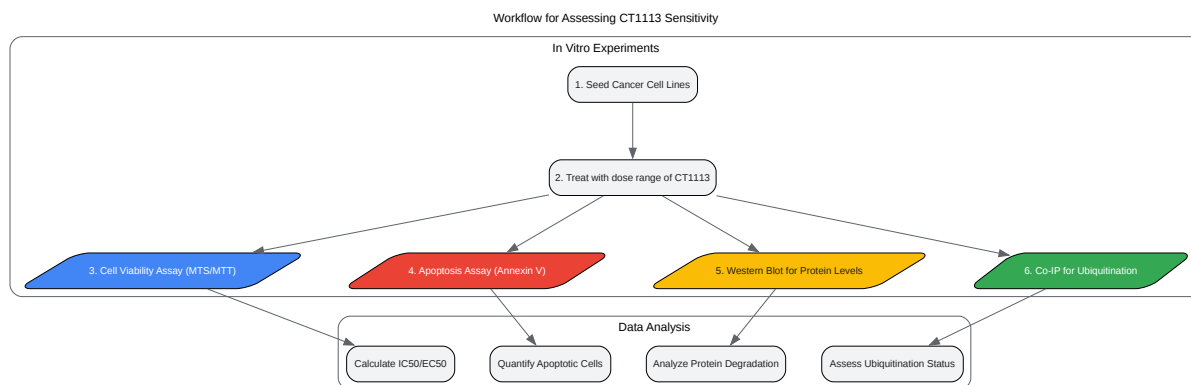 Workflow for Assessing CT1113 Sensitivity
In Vitro Experiments
1. Seed Cancer Cell Lines
2. Treat with dose range of CT1113
3. Cell Viability Assay (MTS/MTT)
4. Apoptosis Assay (Annexin V)
5. Western Blot for Protein Levels
6. Co-IP for Ubiquitination
Data Analysis
Calculate IC50/EC50
Quantify Apoptotic Cells
Analyze Protein Degradation
Assess Ubiquitination Status